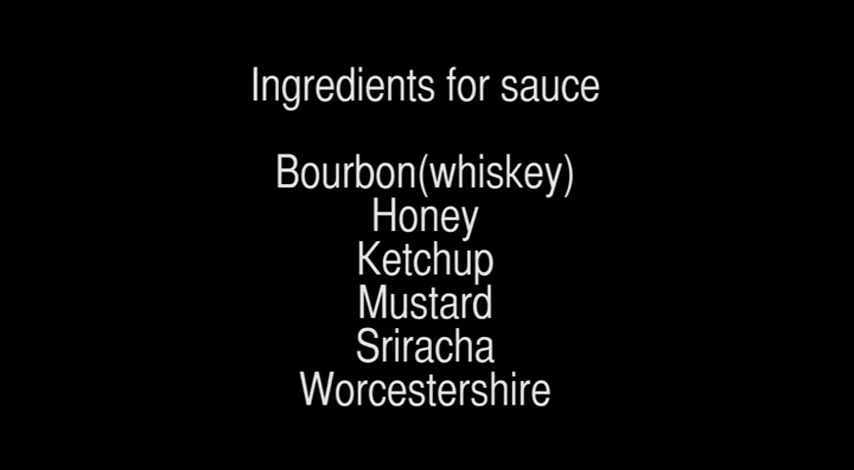 Ingredients for sauce
Bourbon(whiskey)
Honey
Ketchup
Mustard
Sriracha
Worcestershire